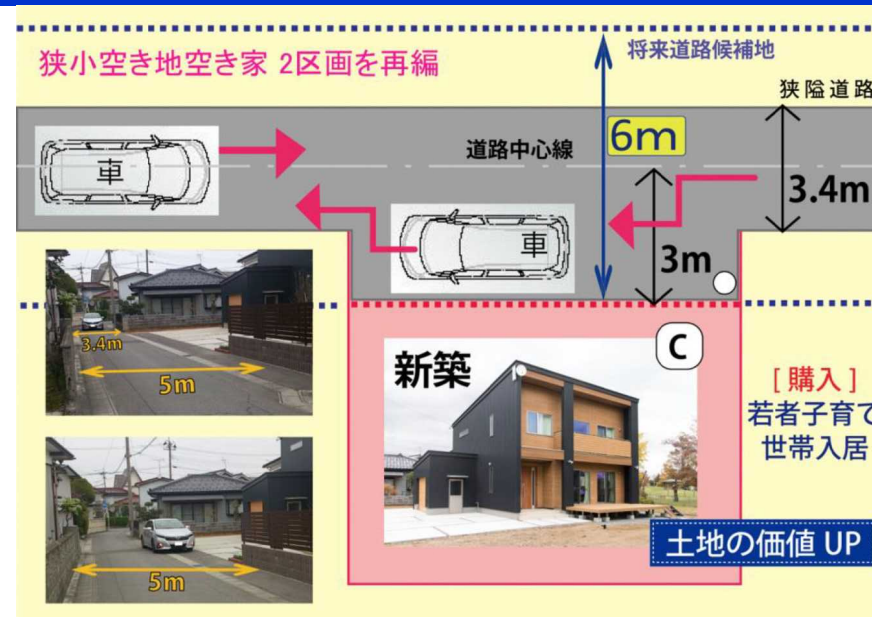 狭小空き地空き家 2区画を再編
将来道路候補地
狭隘道路
道路中心線
6m
車
3.4m
車
3m
3.4m
5m
新築
C
[購入]
若者子育て
世帯入居
5m
土地の価値 UP